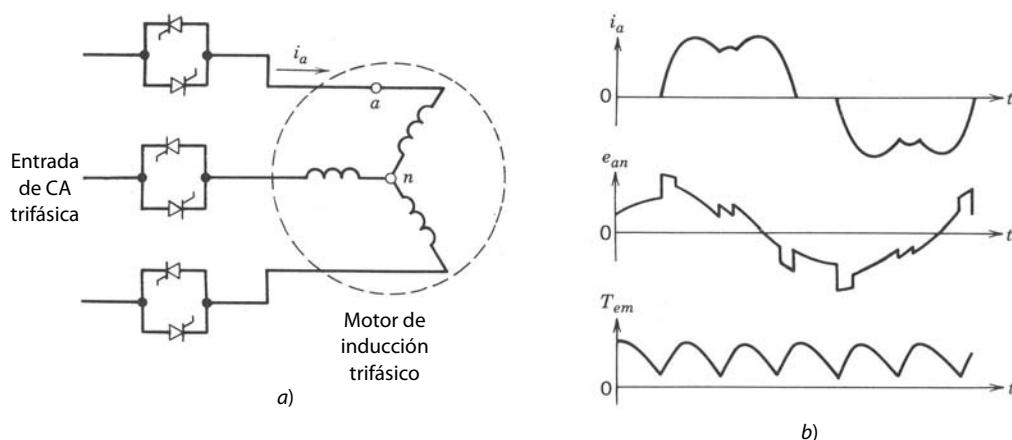 Entrada
de CA
trifásica
i_a
a
n
Motor de
inducción
trifásico
a)
i_a
0
t
e_an
0
t
T_em
0
t
b)